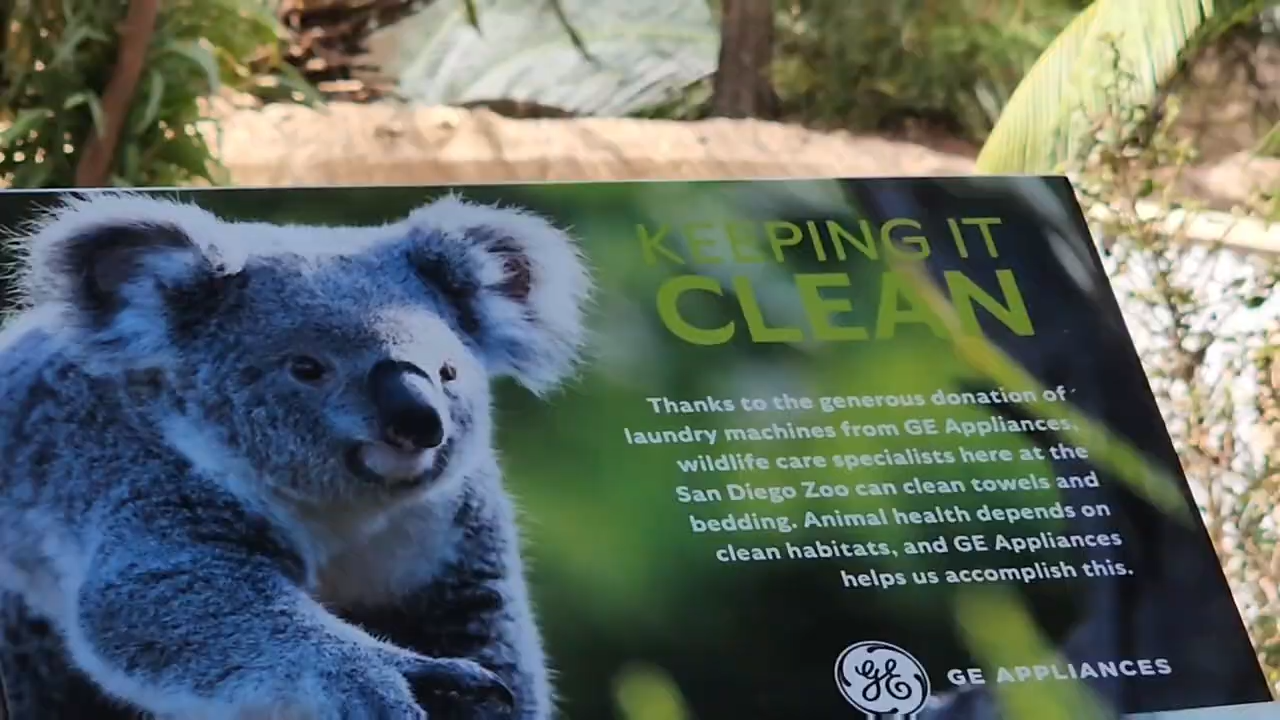 KEEPING IT
CLEAN
Thanks to the generous donation of
laundry machines from GE Appliances,
wildlife care specialists here at the
San Diego Zoo can clean towels and
bedding. Animal health depends on
clean habitats, and GE Appliances
helps us accomplish this.
GE GE APPLIANCES